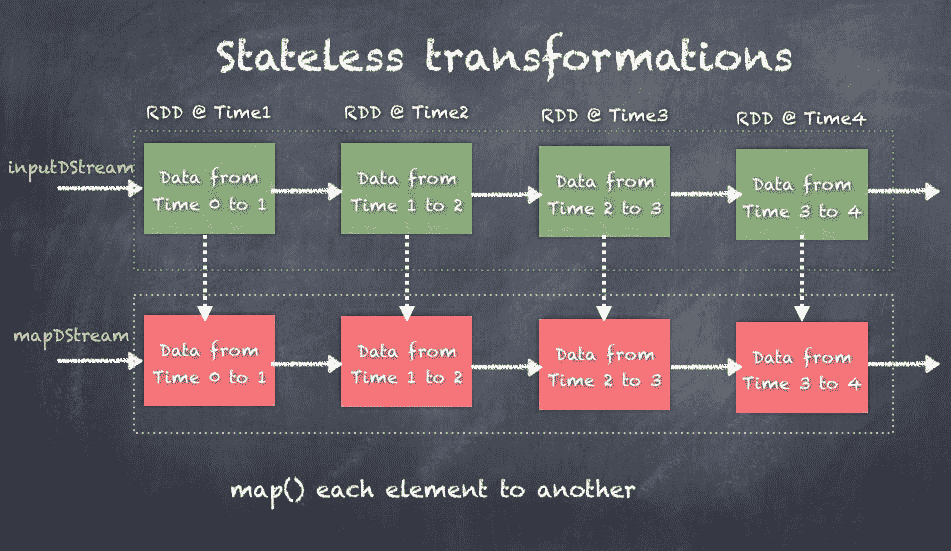 Stateless transformations
RDD @ Time1
RDD @ Time2
RDD @ Time3
RDD @ Time4
inputDStream
Data from
Time 0 to 1
Data from
Time 1 to 2
Data from
Time 2 to 3
Data from
Time 3 to 4
mapDStream
Data from
Time 0 to 1
Data from
Time 1 to 2
Data from
Time 2 to 3
Data from
Time 3 to 4
map() each element to another